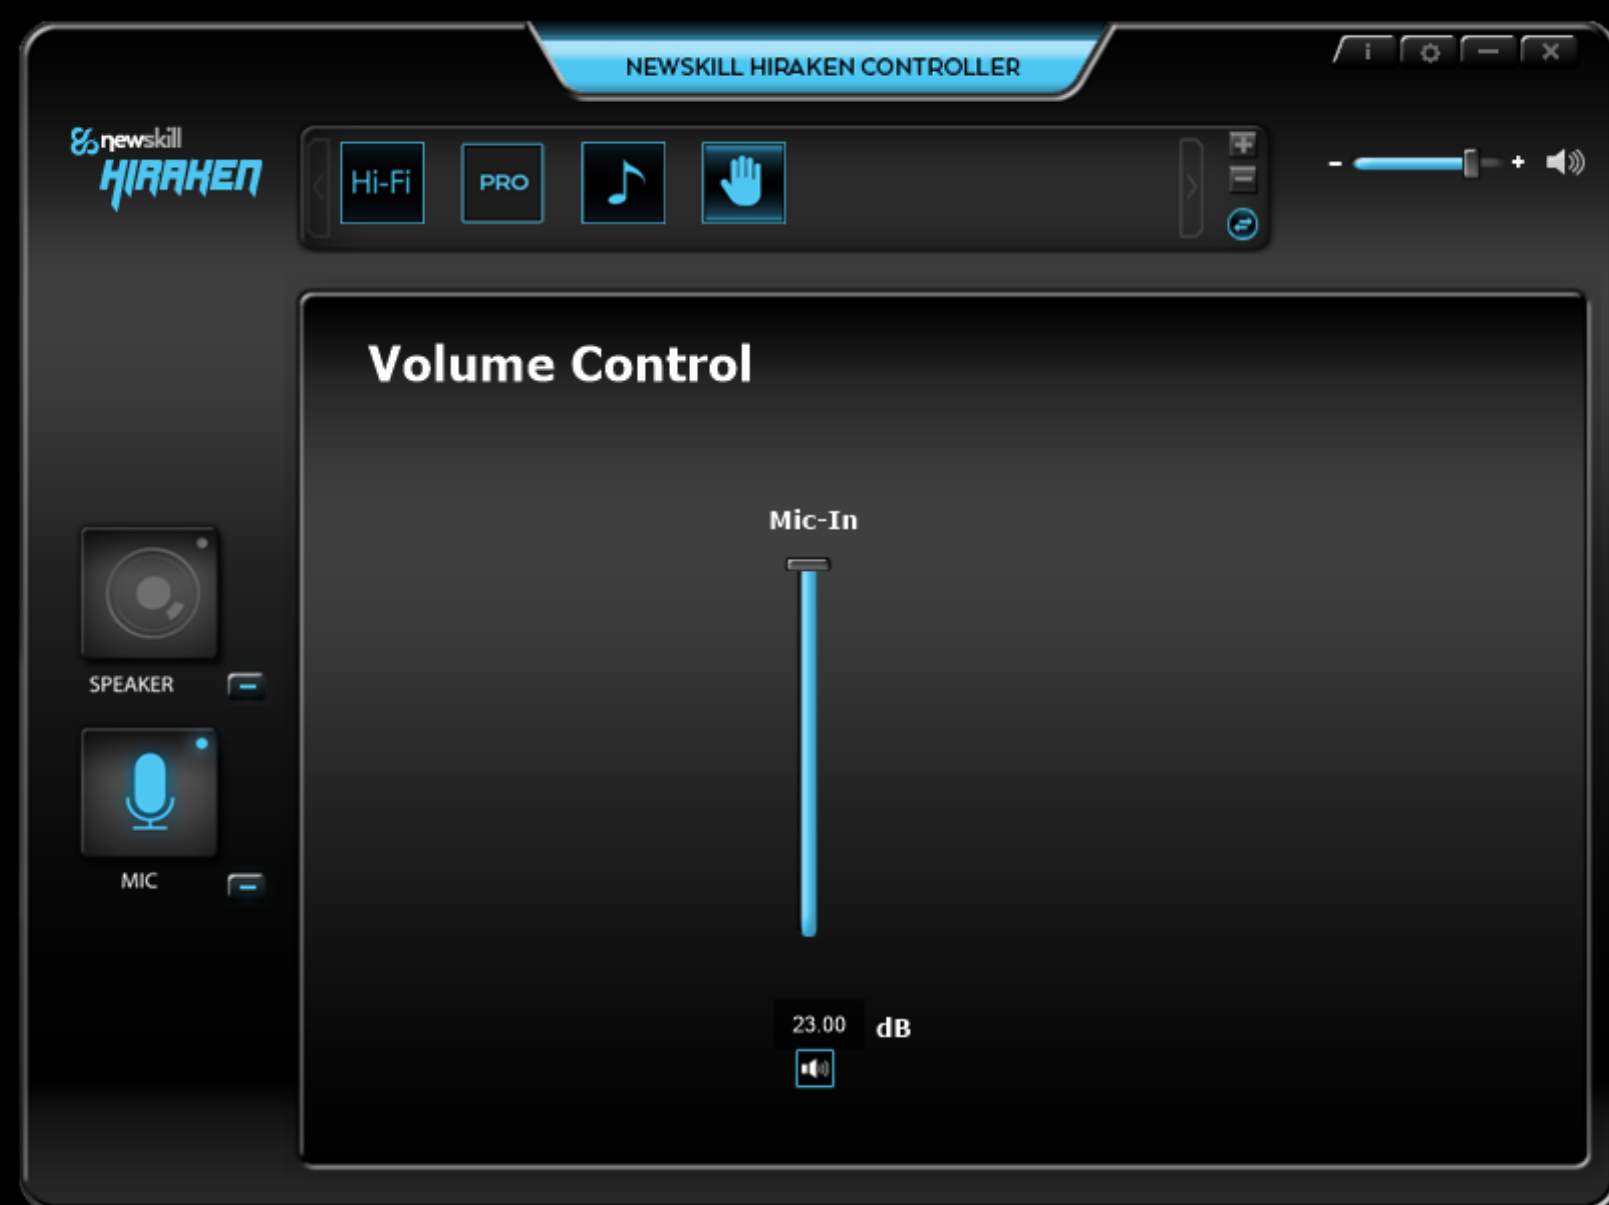 NEWSKILL HIRAKEN CONTROLLER
i
newskill
HIRAKEN
Hi-Fi
PRO
- +
Volume Control
Mic-In
SPEAKER
MIC
23.00 dB